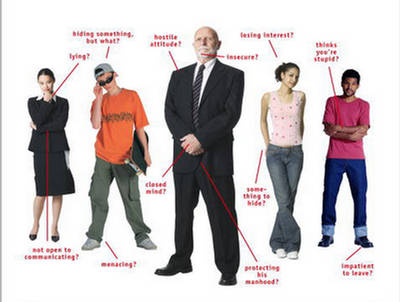 hiding something,
but what?
lying?
hostile
attitude?
insecure?
losing interest?
thinks
you're
stupid?
closed
mind?
some-
thing
to hide?
not open to
communicating?
menacing?
protecting
his
manhood?
impatient
to leave?